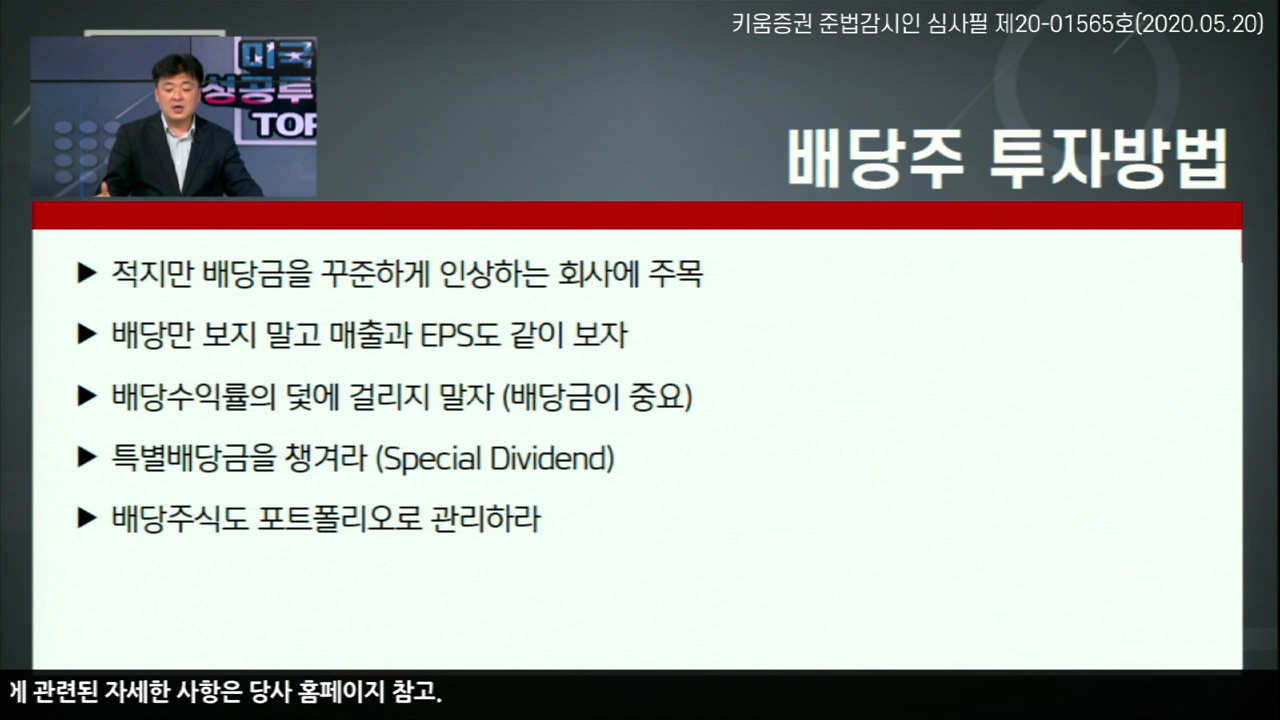 키움증권 준법감시인 심사필 제20-01565호(2020.05.20)
미국
성공투
TOP
배당주 투자방법
▶ 적지만 배당금을 꾸준하게 인상하는 회사에 주목
▶ 배당만 보지 말고 매출과 EPS도 같이 보자
▶ 배당수익률의 덫에 걸리지 말자 (배당금이 중요)
▶ 특별배당금을 챙겨라 (Special Dividend)
▶ 배당주식도 포트폴리오로 관리하라
게 관련된 자세한 사항은 당사 홈페이지 참고.